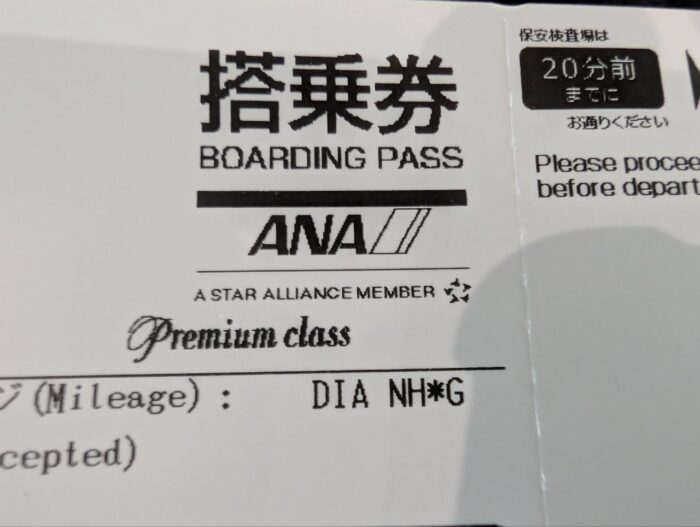 搭乗券
BOARDING PASS
ANA
A STAR ALLIANCE MEMBER
Premium class
ジ(Mileage) : DIA NH*G
cepted)
保安検査場は
20分前
までに
お通りください
Please procee
before depart